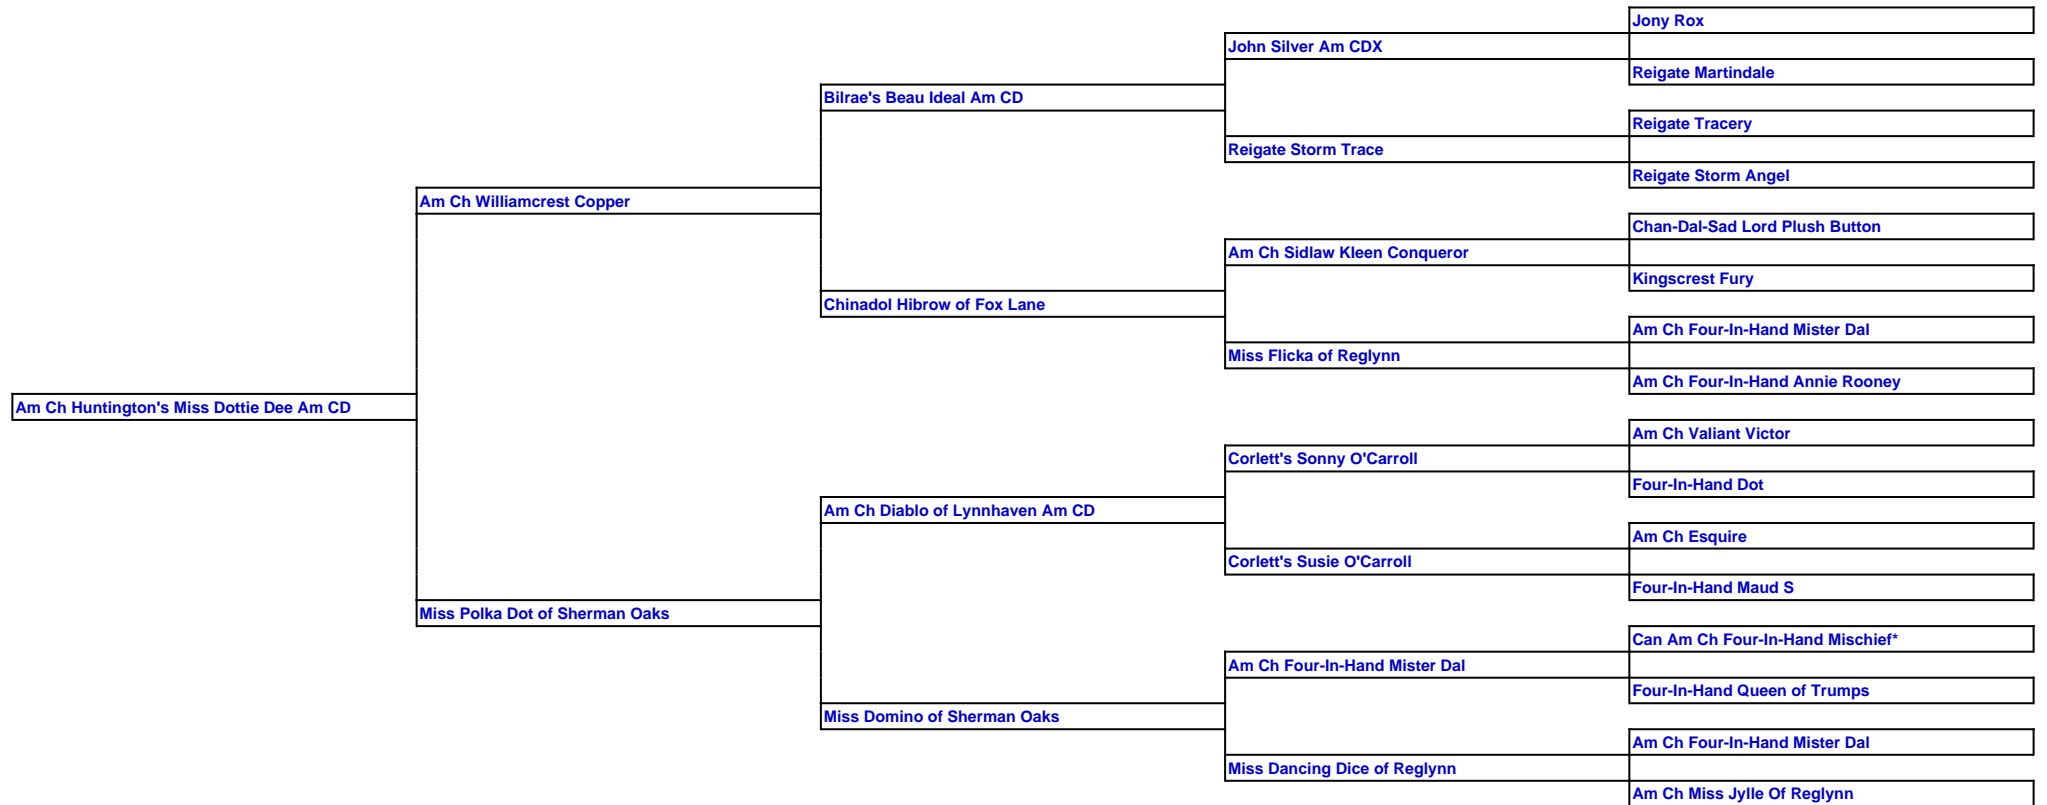 Jony Rox
John Silver Am CDX
Reigate Martindale
Bilrae's Beau Ideal Am CD
Reigate Tracery
Reigate Storm Trace
Reigate Storm Angel
Am Ch Williamcrest Copper
Chan-Dal-Sad Lord Plush Button
Am Ch Sidlaw Kleen Conqueror
Kingscrest Fury
Chinadol Hibrow of Fox Lane
Am Ch Four-In-Hand Mister Dal
Miss Flicka of Reglynn
Am Ch Four-In-Hand Annie Rooney
Am Ch Huntington's Miss Dottie Dee Am CD
Am Ch Valiant Victor
Corlett's Sonny O'Carroll
Four-In-Hand Dot
Am Ch Diablo of Lynnhaven Am CD
Am Ch Esquire
Corlett's Susie O'Carroll
Four-In-Hand Maud S
Miss Polka Dot of Sherman Oaks
Can Am Ch Four-In-Hand Mischief*
Am Ch Four-In-Hand Mister Dal
Four-In-Hand Queen of Trumps
Miss Domino of Sherman Oaks
Am Ch Four-In-Hand Mister Dal
Miss Dancing Dice of Reglynn
Am Ch Miss Jylle Of Reglynn